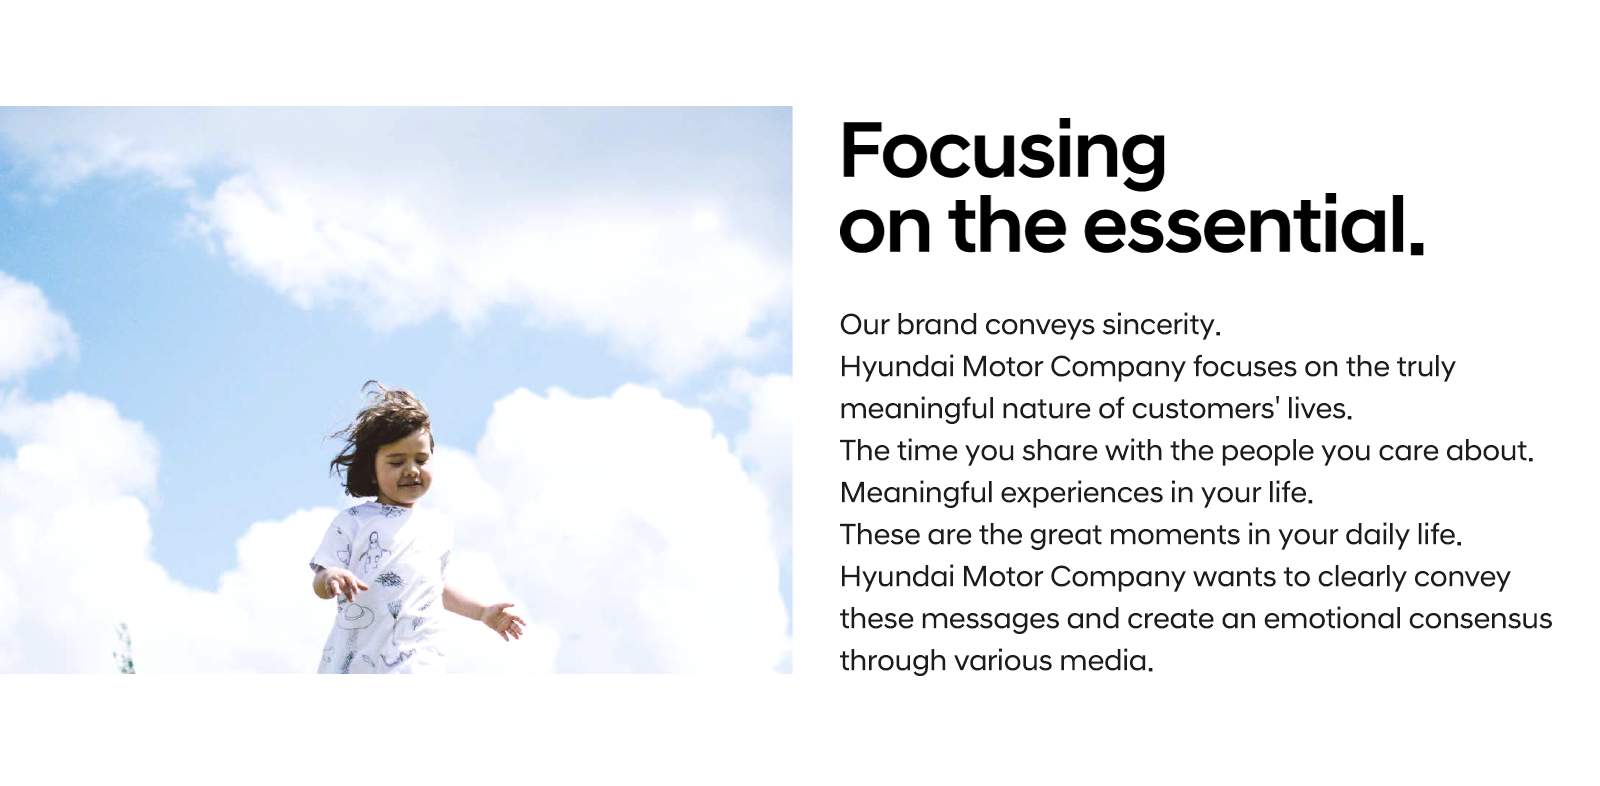 Focusing
on the essential.
Our brand conveys sincerity.
Hyundai Motor Company focuses on the truly
meaningful nature of customers' lives.
The time you share with the people you care about.
Meaningful experiences in your life.
These are the great moments in your daily life.
Hyundai Motor Company wants to clearly convey
these messages and create an emotional consensus
through various media.